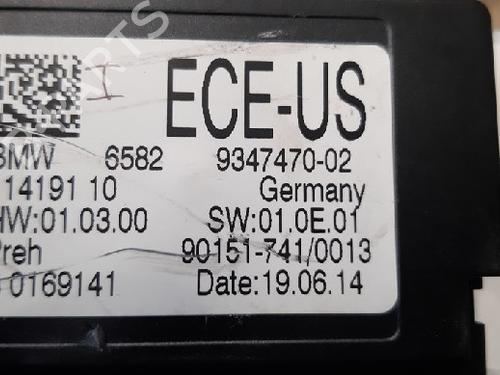 ECE-US
BMW 6582 9347470-02
14191 10 Germany
HW:01.03.00 SW:01.0E.01
Preh 90151-741/0013
0169141 Date:19.06.14